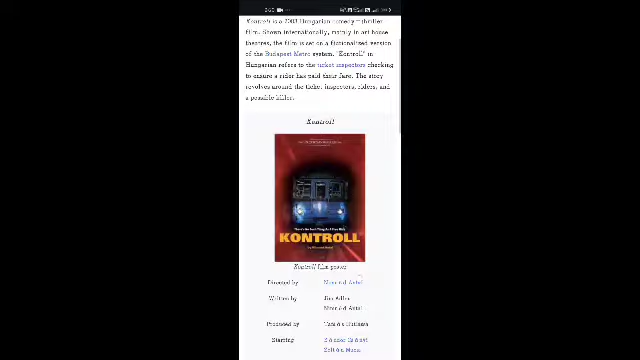 Kontroll is a 2003 Hungarian comedy–thriller
film. Shown internationally, mainly in art house
theatres, the film is set on a fictionalized version
of the Budapest Metro system. "Kontroll" in
Hungarian refers to the ticket inspectors checking
to ensure a rider has paid their fare. The story
revolves around the ticket inspectors, riders, and
a possible killer.
Kontroll
KONTROLL
Kontroll film poster
Directed by
Written by Jim Adler
Produced by
Starring